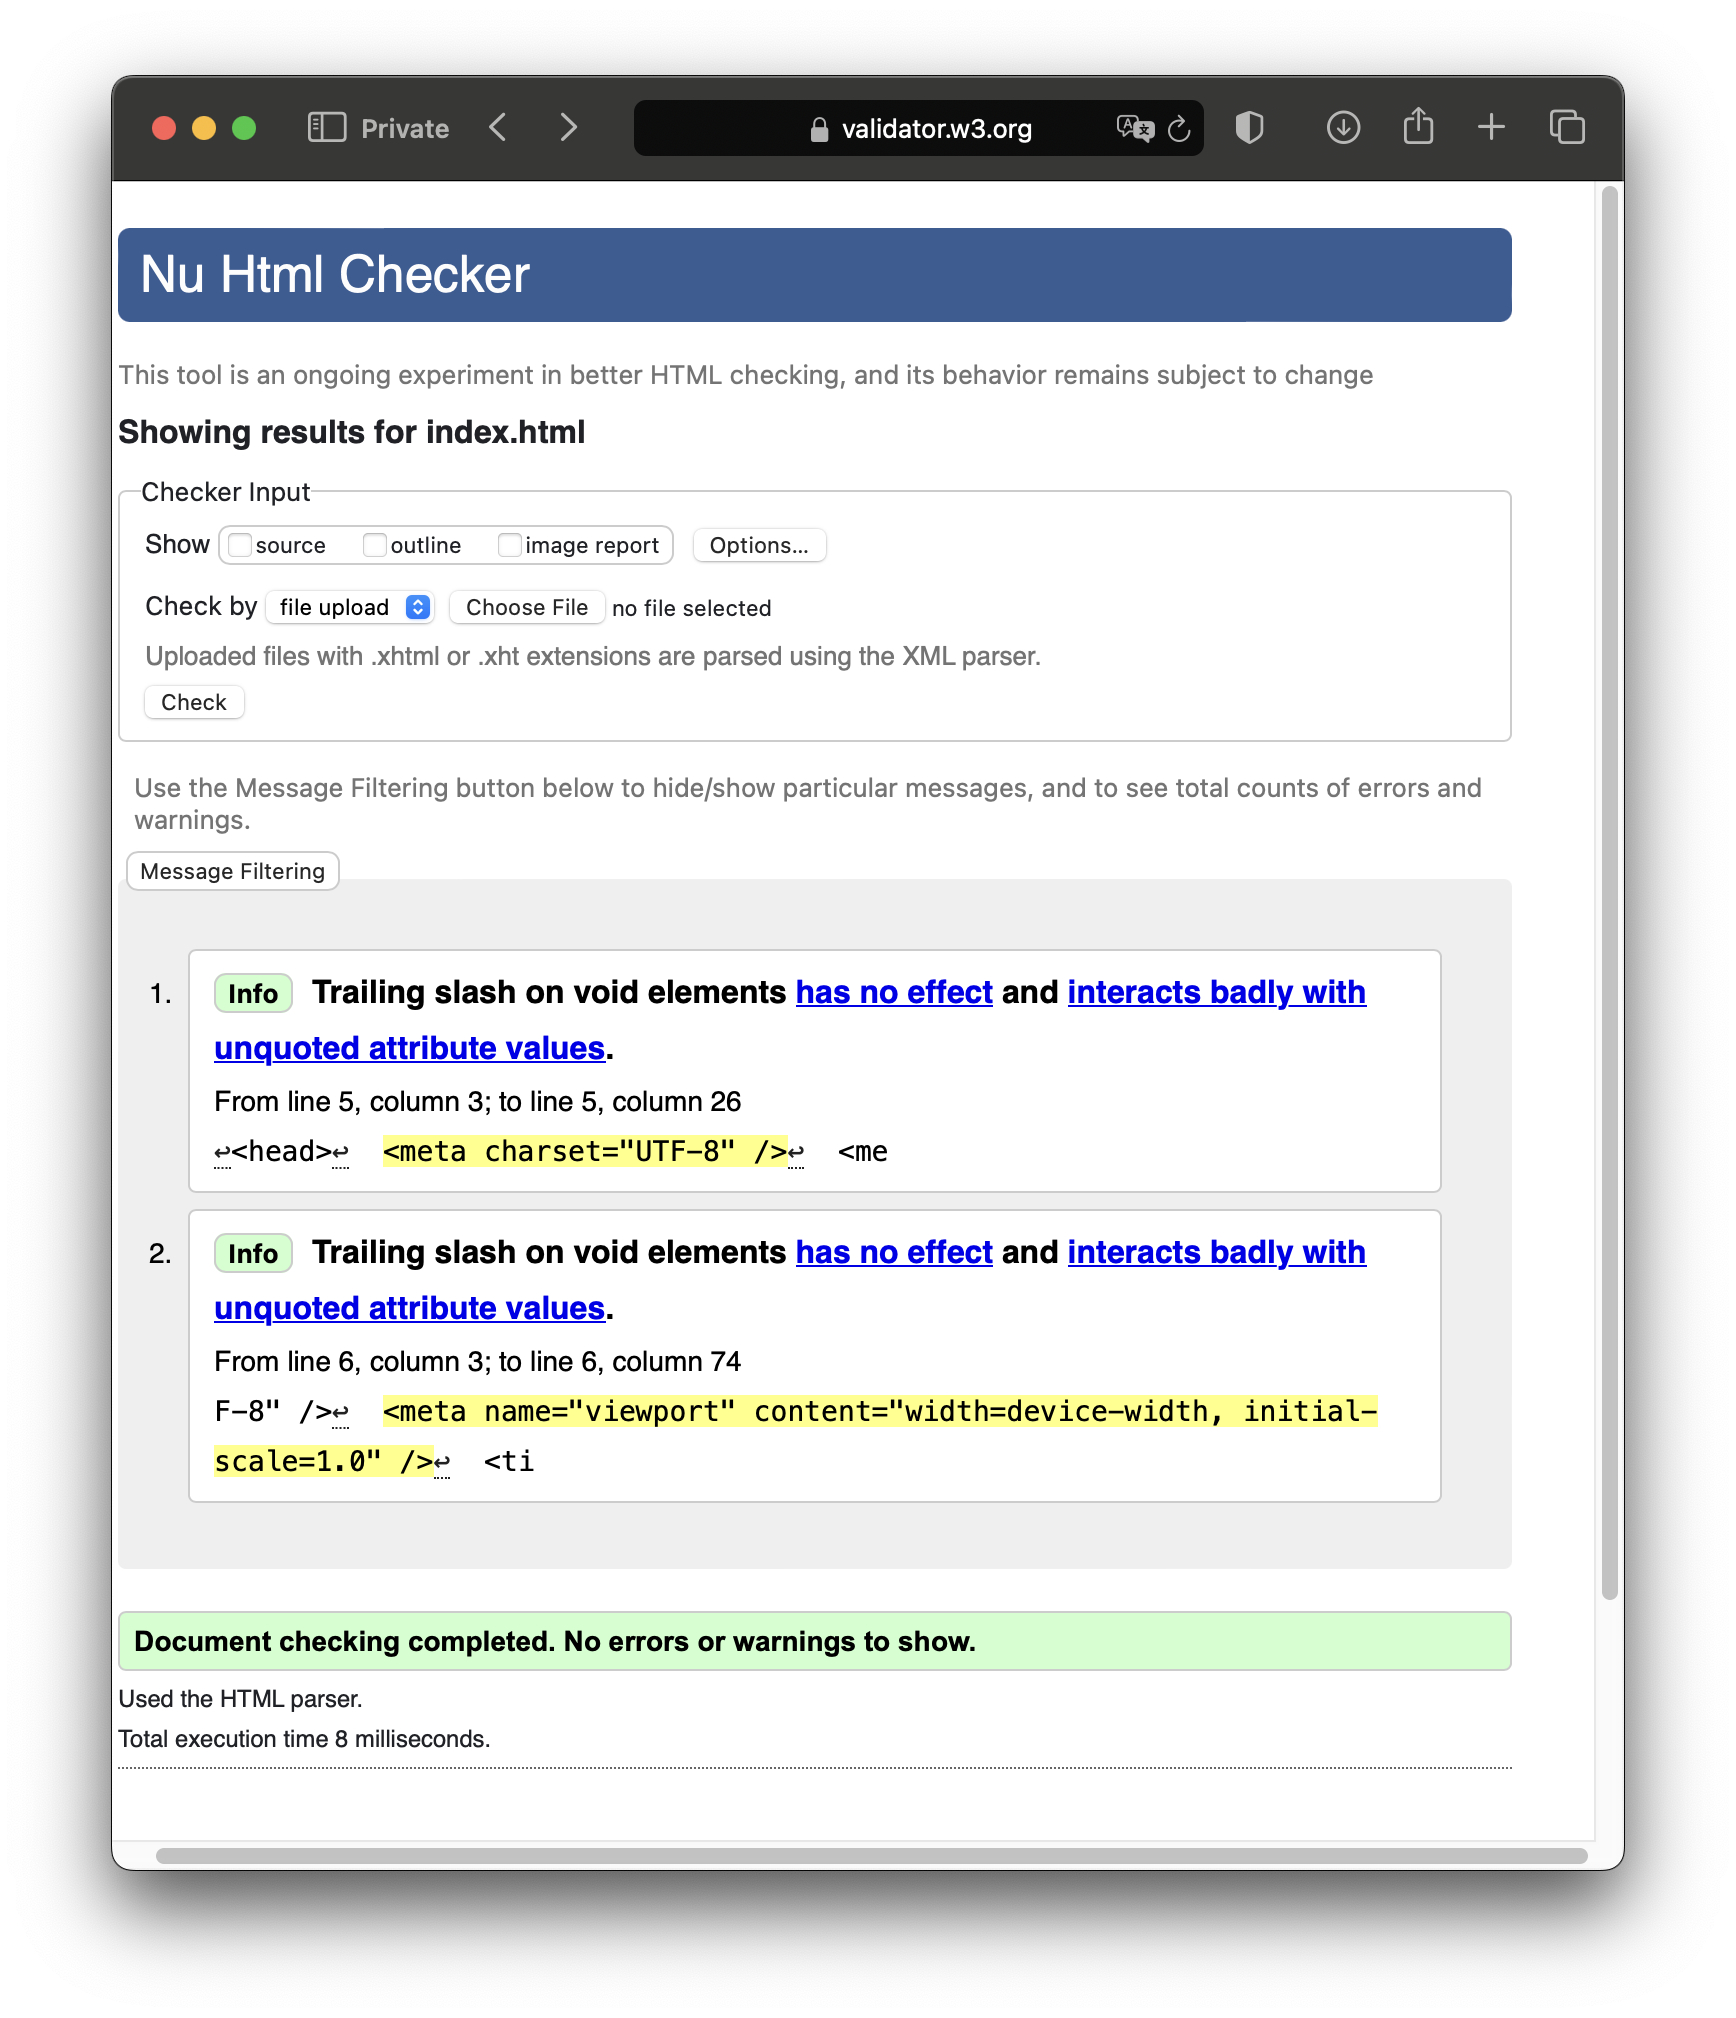 Private
validator.w3.org
Nu Html Checker
This tool is an ongoing experiment in better HTML checking, and its behavior remains subject to change
Showing results for index.html
Checker Input
Show source outline image report Options...
Check by file upload Choose File no file selected
Uploaded files with .xhtml or .xht extensions are parsed using the XML parser.
Check
Use the Message Filtering button below to hide/show particular messages, and to see total counts of errors and
warnings.
Message Filtering
1. Info Trailing slash on void elements has no effect and interacts badly with
unquoted attribute values.
From line 5, column 3; to line 5, column 26
↩<head>↩  <meta charset="UTF-8" />↩  <me
2. Info Trailing slash on void elements has no effect and interacts badly with
unquoted attribute values.
From line 6, column 3; to line 6, column 74
F-8" />↩  <meta name="viewport" content="width=device-width, initial-
scale=1.0" />↩  <ti
Document checking completed. No errors or warnings to show.
Used the HTML parser.
Total execution time 8 milliseconds.